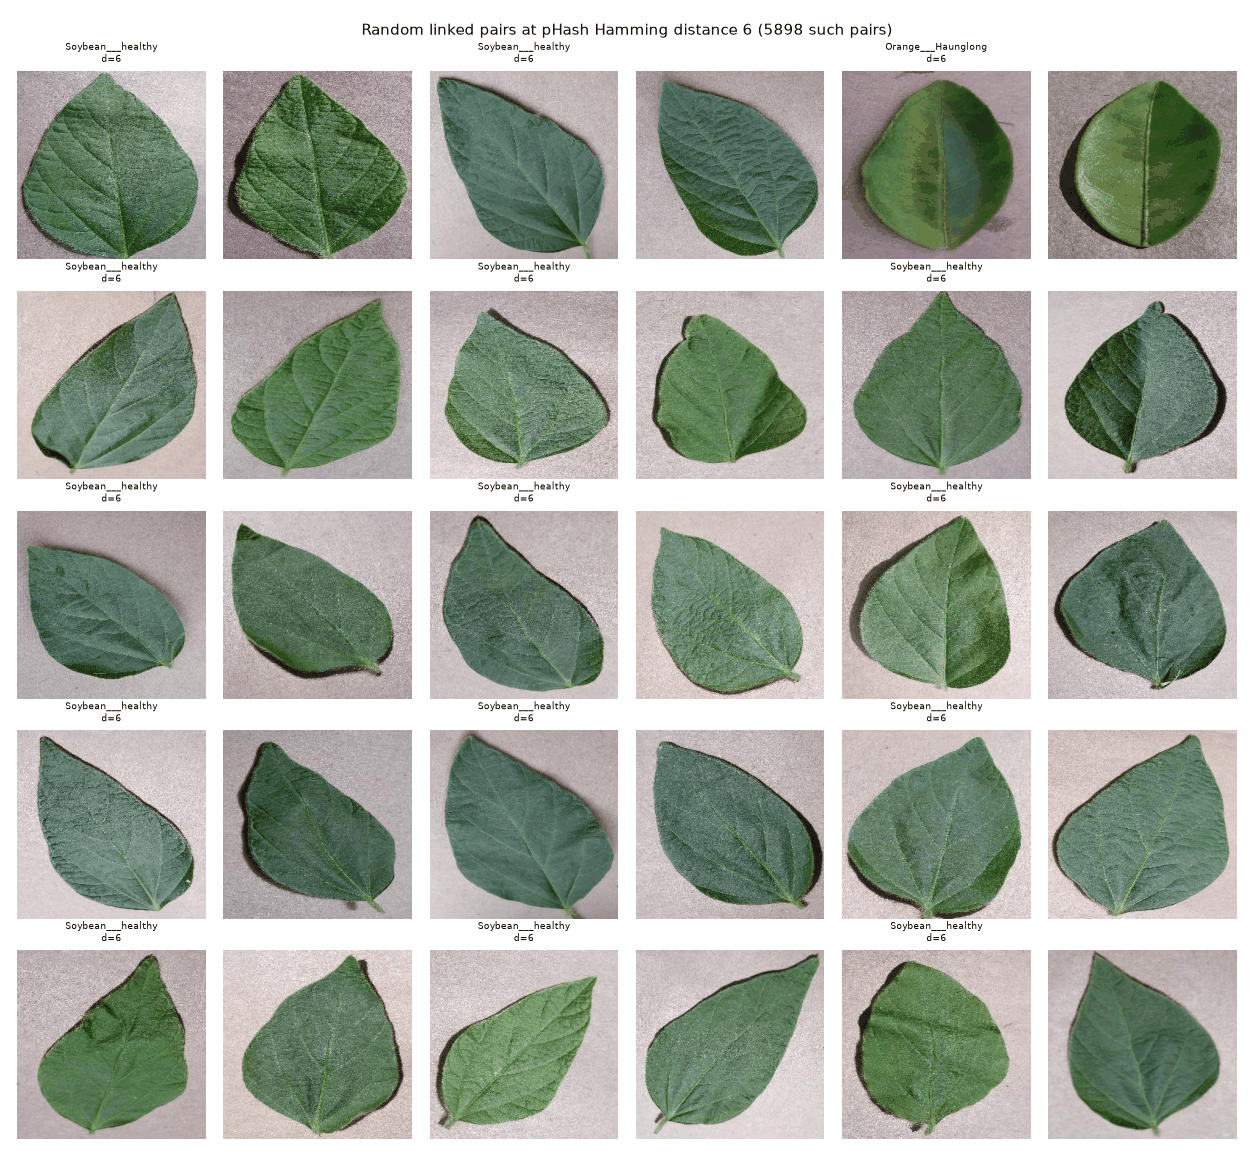 Random linked pairs at pHash Hamming distance 6 (5898 such pairs)
Soybean___healthy
d=6
Soybean___healthy
d=6
Orange___Haunglong
d=6
Soybean___healthy
d=6
Soybean___healthy
d=6
Soybean___healthy
d=6
Soybean___healthy
d=6
Soybean___healthy
d=6
Soybean___healthy
d=6
Soybean___healthy
d=6
Soybean___healthy
d=6
Soybean___healthy
d=6
Soybean___healthy
d=6
Soybean___healthy
d=6
Soybean___healthy
d=6